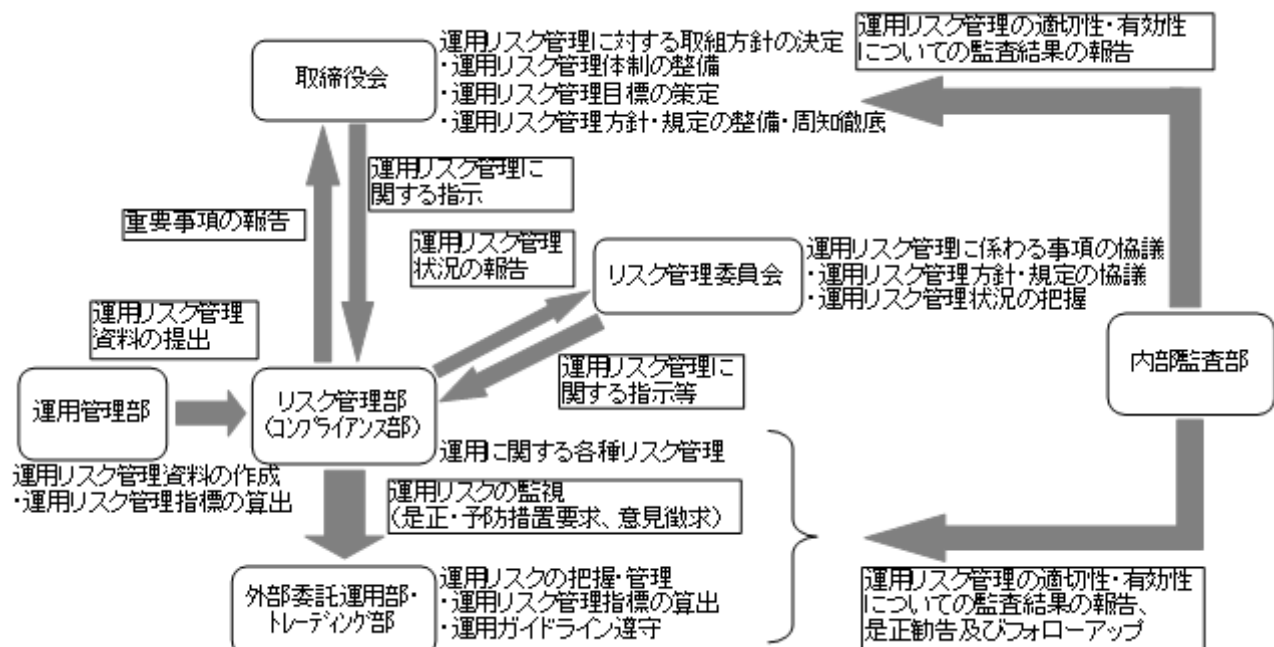 取締役会
運用リスク管理に対する取組方針の決定
・運用リスク管理体制の整備
・運用リスク管理目標の策定
・運用リスク管理方針・規定の整備・周知徹底
運用リスク管理の適切性・有効性
についての監査結果の報告
運用リスク管理に
関する指示
重要事項の報告
運用リスク管理
状況の報告
リスク管理委員会
運用リスク管理に係わる事項の協議
・運用リスク管理方針・規定の協議
・運用リスク管理状況の把握
運用リスク管理
資料の提出
運用リスク管理に
関する指示等
内部監査部
運用管理部
リスク管理部
(コンプライアンス部)
運用に関する各種リスク管理
運用リスク管理資料の作成
・運用リスク管理指標の算出
運用リスクの監視
(是正・予防措置要求、意見徴求)
外部委託運用部・
トレーディング部
運用リスクの把握・管理
・運用リスク管理指標の算出
・運用ガイドライン遵守
運用リスク管理の適切性・有効性
についての監査結果の報告、
是正勧告及びフォローアップ